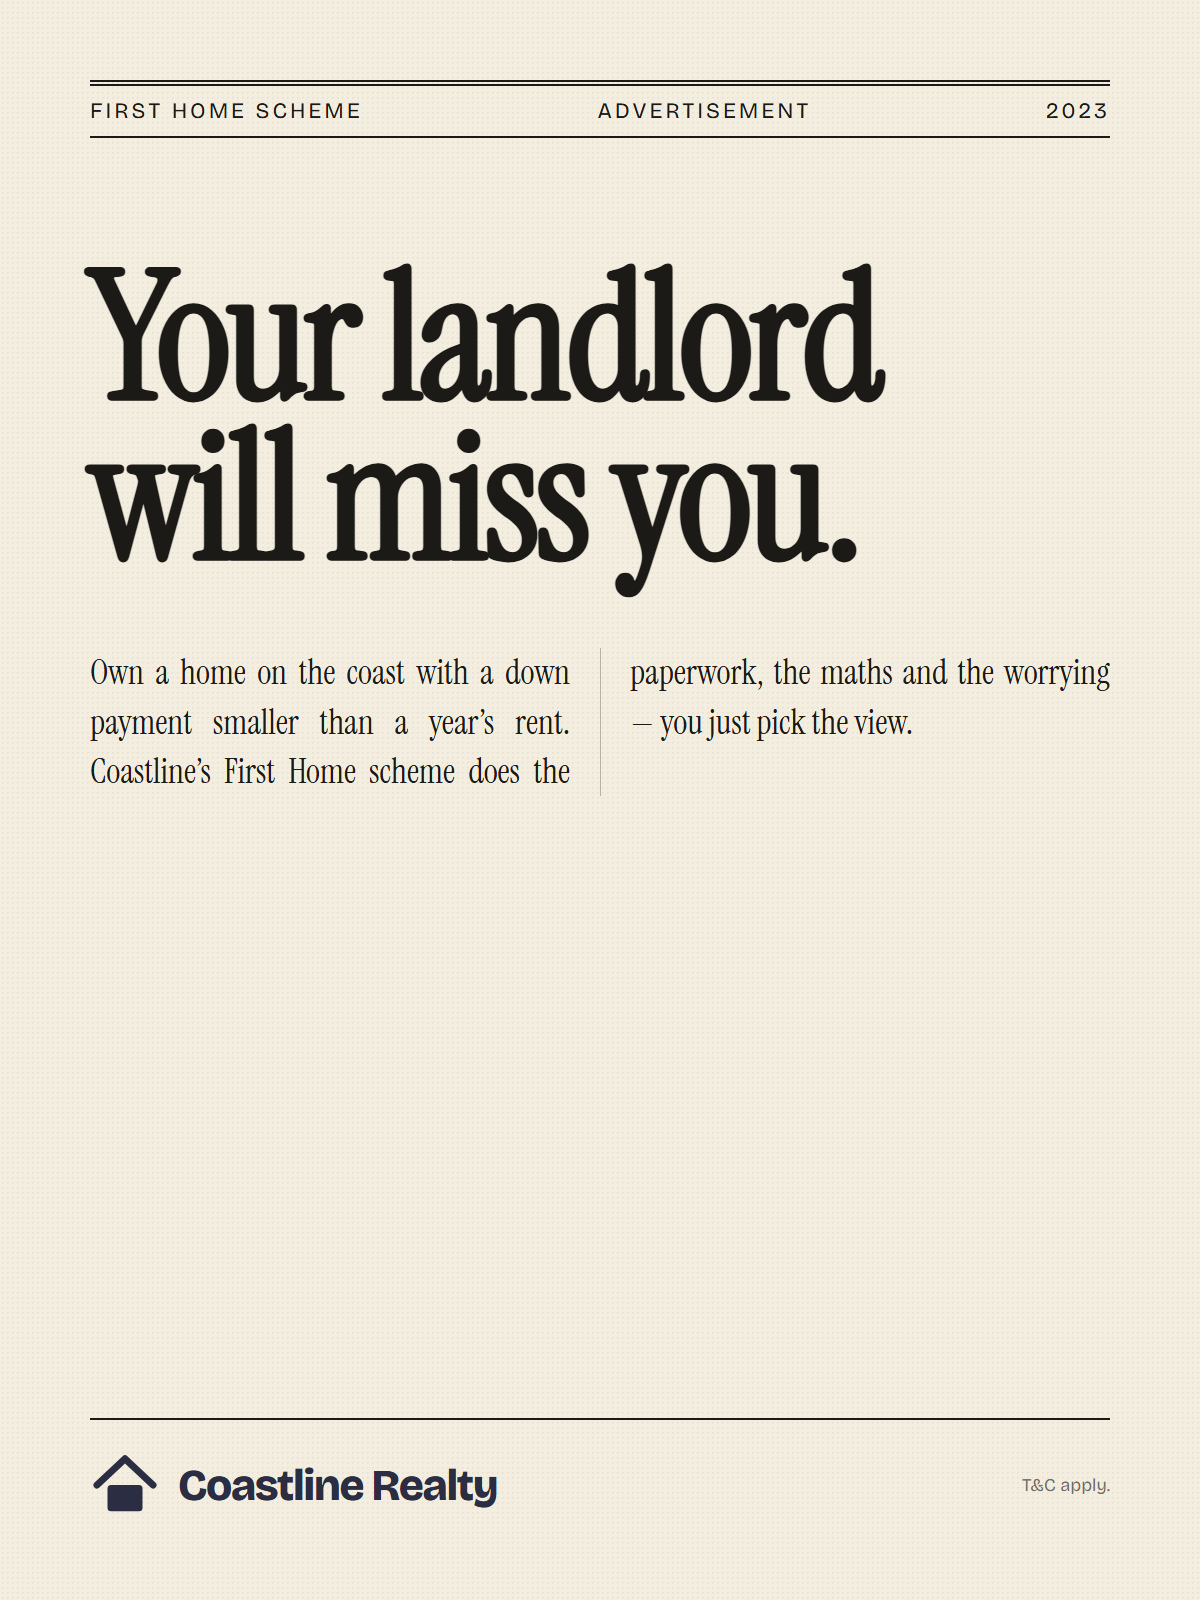 FIRST HOME SCHEME
ADVERTISEMENT
2023
Your landlord
will miss you.
Own a home on the coast with a down
payment smaller than a year’s rent.
Coastline’s First Home scheme does the
paperwork, the maths and the worrying
— you just pick the view.
Coastline Realty
T&C apply.